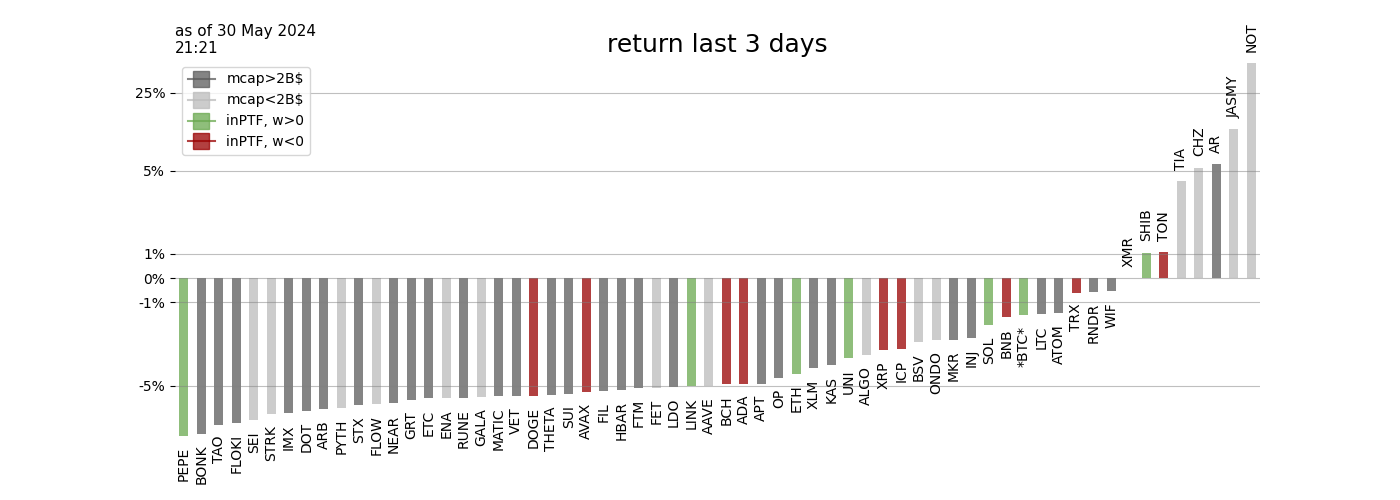 as of 30 May 2024
21:21
return last 3 days
mcap>2B$
mcap<2B$
inPTF, w>0
inPTF, w<0
25%
5%
1%
0%
-1%
-5%
PEPE
BONK
TAO
FLOKI
SEI
STRK
IMX
DOT
ARB
PYTH
STX
FLOW
NEAR
GRT
ETC
ENA
RUNE
GALA
MATIC
VET
DOGE
THETA
SUI
AVAX
FIL
HBAR
FTM
FET
LDO
LINK
AAVE
BCH
ADA
APT
OP
ETH
XLM
KAS
UNI
ALGO
XRP
ICP
BSV
ONDO
MKR
INJ
SOL
BNB
*BTC*
LTC
ATOM
TRX
RNDR
WIF
XMR
SHIB
TON
TIA
CHZ
AR
JASMY
NOT